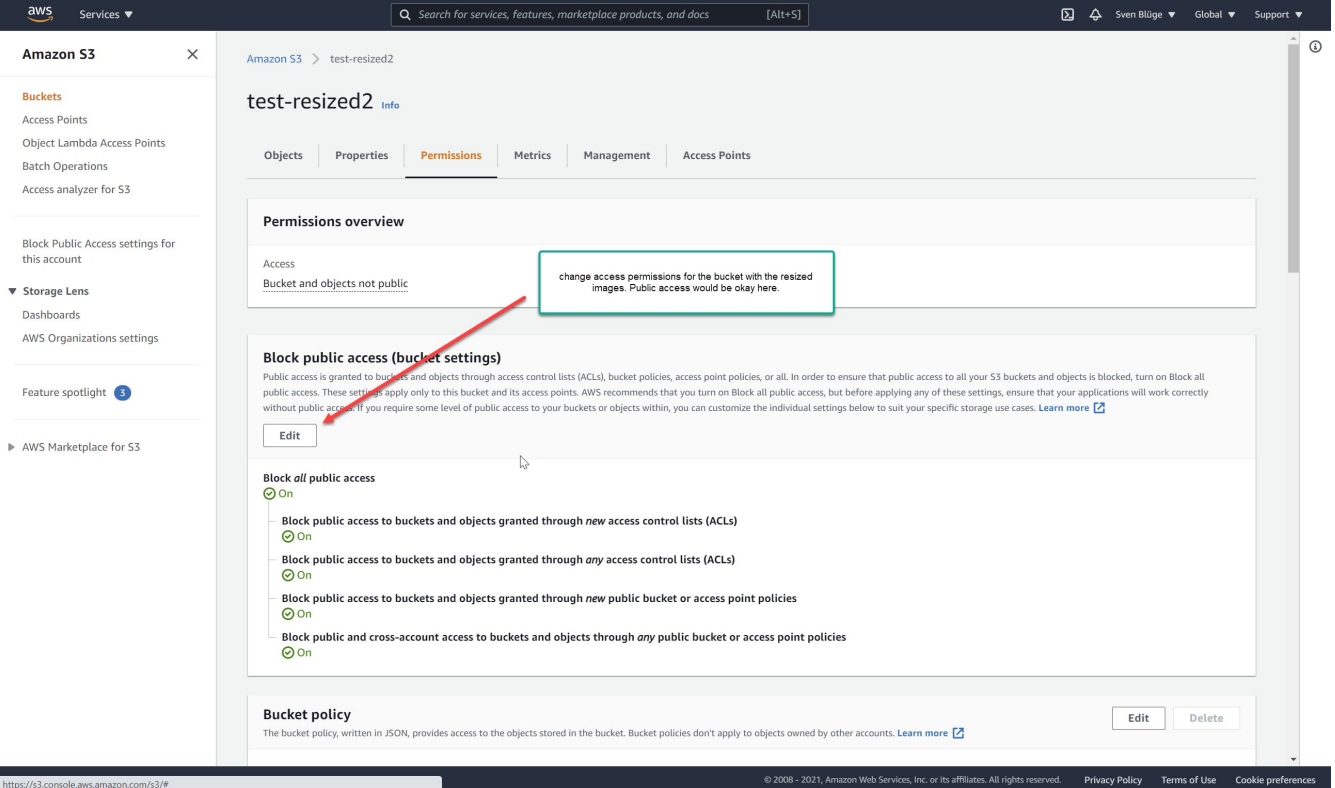 aws Services ▼ Search for services, features, marketplace products, and docs [Alt+S] Sven Blüge ▼ Global ▼ Support ▼
Amazon S3
Buckets
Access Points
Object Lambda Access Points
Batch Operations
Access analyzer for S3
Block Public Access settings for
this account
▼ Storage Lens
Dashboards
AWS Organizations settings
Feature spotlight 3
▶ AWS Marketplace for S3
Amazon S3 > test-resized2
test-resized2 Info
Objects Properties Permissions Metrics Management Access Points
Permissions overview
Access
Bucket and objects not public
change access permissions for the bucket with the resized
images. Public access would be okay here.
Block public access (bucket settings)
Public access is granted to buckets and objects through access control lists (ACLs), bucket policies, access point policies, or all. In order to ensure that public access to all your S3 buckets and objects is blocked, turn on Block all
public access. These settings apply only to this bucket and its access points. AWS recommends that you turn on Block all public access, but before applying any of these settings, ensure that your applications will work correctly
without public access. If you require some level of public access to your buckets or objects within, you can customize the individual settings below to suit your specific storage use cases. Learn more
Edit
Block all public access
On
Block public access to buckets and objects granted through new access control lists (ACLs)
On
Block public access to buckets and objects granted through any access control lists (ACLs)
On
Block public access to buckets and objects granted through new public bucket or access point policies
On
Block public and cross-account access to buckets and objects through any public bucket or access point policies
On
Bucket policy Edit Delete
The bucket policy, written in JSON, provides access to the objects stored in the bucket. Bucket policies don't apply to objects owned by other accounts. Learn more
https://s3.console.aws.amazon.com/s3/# © 2008 - 2021, Amazon Web Services, Inc. or its affiliates. All rights reserved. Privacy Policy Terms of Use Cookie preferences